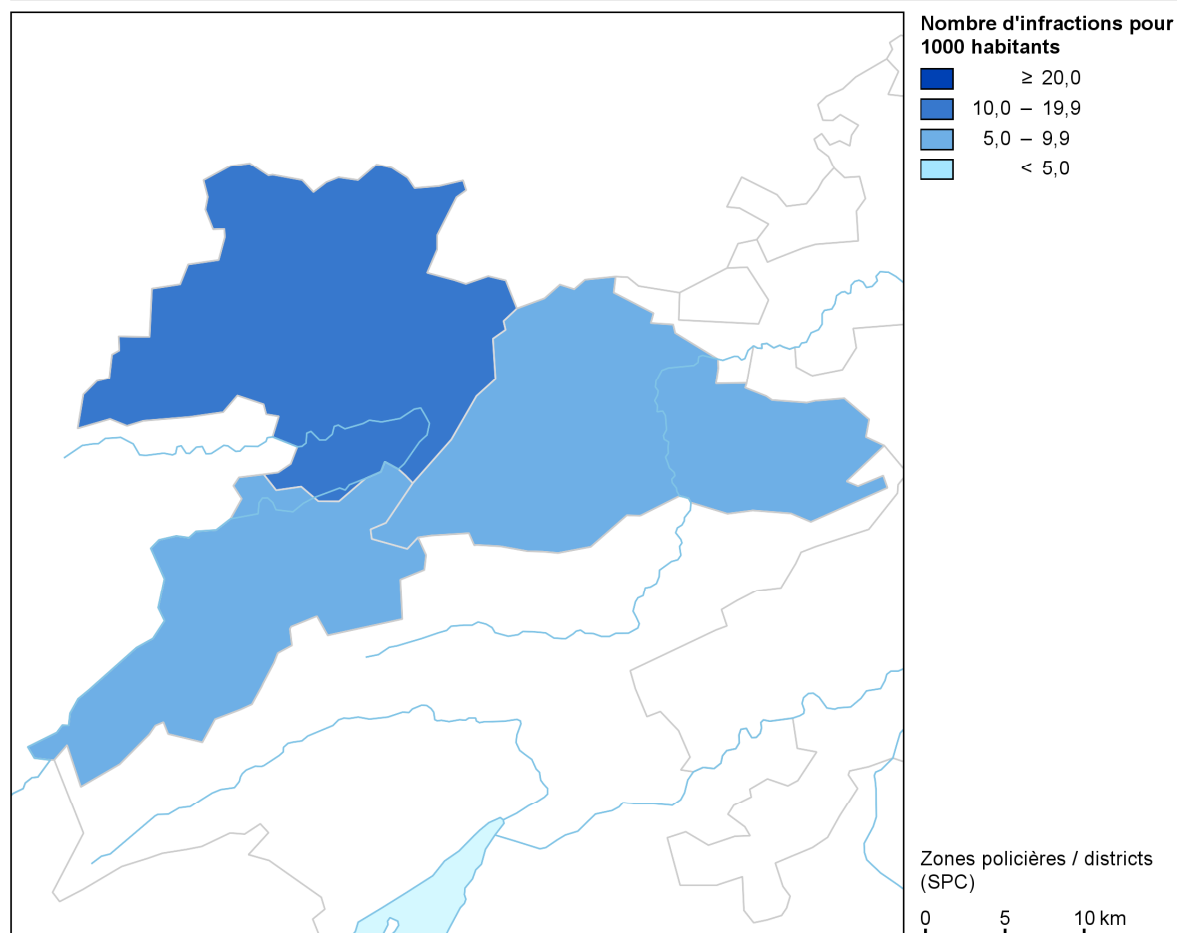 Nombre d'infractions pour
1000 habitants
≥ 20,0
10,0 – 19,9
5,0 – 9,9
< 5,0
Zones policières / districts
(SPC)
0 5 10 km